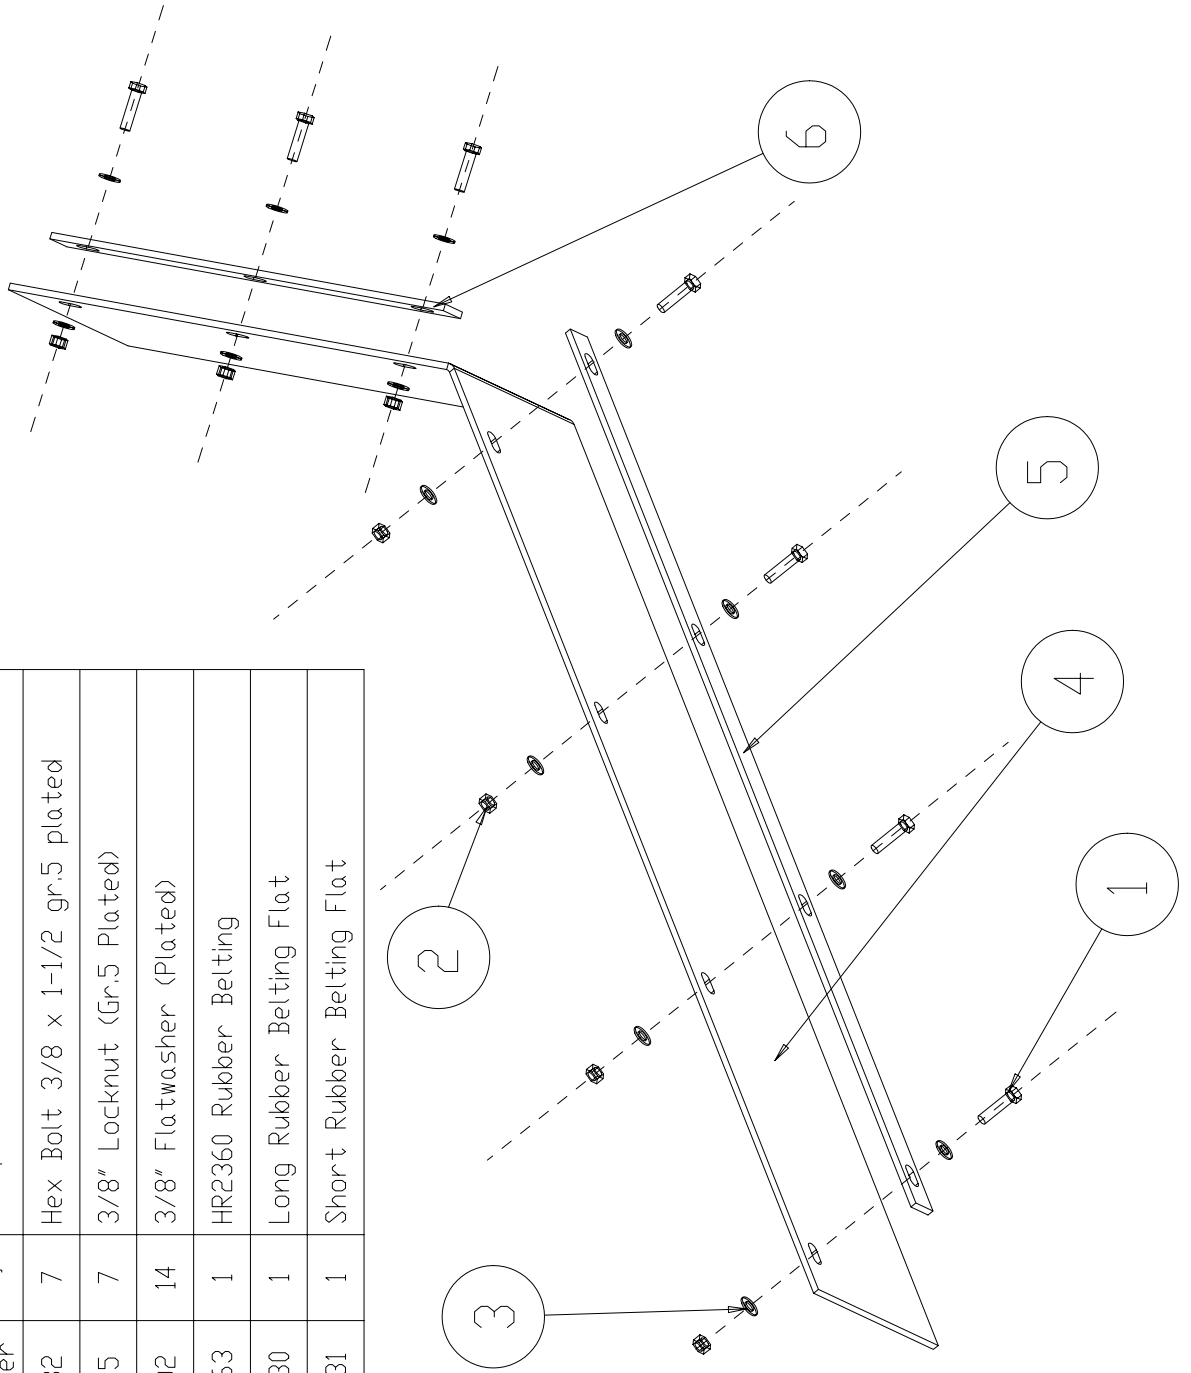 7 Hex Bolt 3/8 x 1-1/2 gr.5 plated
7 3/8" Locknut (Gr.5 Plated)
14 3/8" Flatwasher (Plated)
1 HR2360 Rubber Belting
1 Long Rubber Belting Flat
1 Short Rubber Belting Flat
6
5
4
2
1
3